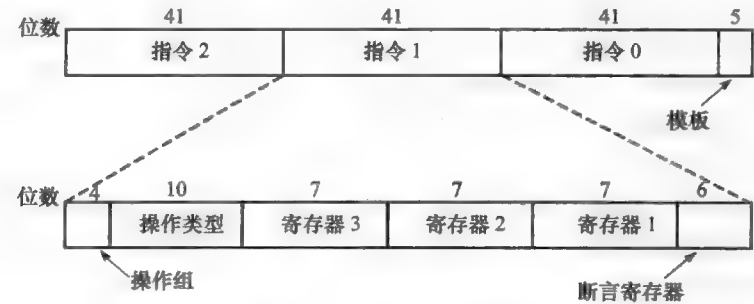 位数 41 41 41 5
指令 2 指令 1 指令 0
模板
位数 4 10 7 7 7 6
操作类型 寄存器 3 寄存器 2 寄存器 1
操作组
断言寄存器